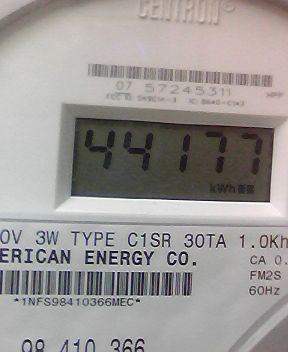 CENTRON®
07 57245311
44177
kWh
0V 3W TYPE C1SR 30TA 1.0Kh
ERICAN ENERGY CO.
CA 0.
FM2S
60Hz
*1NFS98410366MEC*
98 410 366